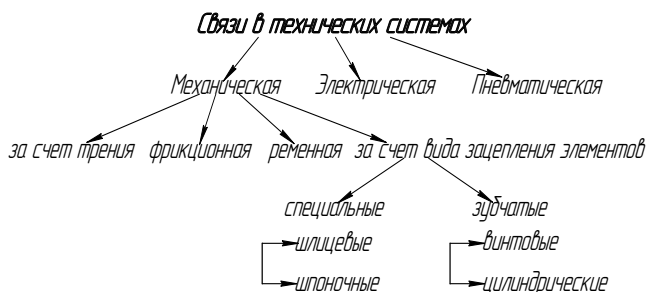 Связи в технических системах
Механическая Электрическая Пневматическая
за счет трения фрикционная ременная за счет вида зацепления элементов
специальные зубчатые
шлицевые винтовые
шпоночные цилиндрические